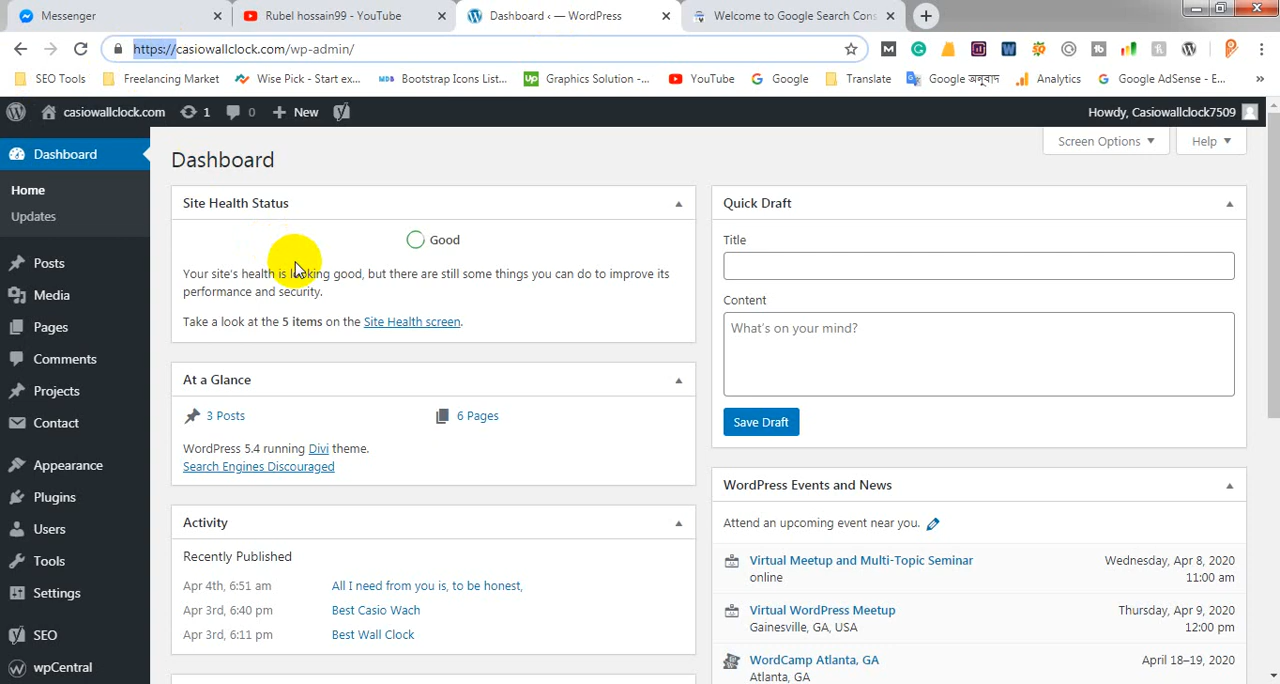 Messenger
Rubel hossain99 - YouTube
Dashboard ‹ — WordPress
Welcome to Google Search Cons
https://casiowallclock.com/wp-admin/
SEO Tools
Freelancing Market
Wise Pick - Start ex...
Bootstrap Icons List...
Graphics Solution -...
YouTube
Google
Translate
Google অনুবাদ
Analytics
Google AdSense - E...
casiowallclock.com
1
0
New
Howdy, Casiowallclock7509
Dashboard
Home
Updates
Posts
Media
Pages
Comments
Projects
Contact
Appearance
Plugins
Users
Tools
Settings
SEO
wpCentral
Screen Options
Help
Dashboard
Site Health Status
Good
Your site's health is looking good, but there are still some things you can do to improve its
performance and security.
Take a look at the 5 items on the Site Health screen.
At a Glance
3 Posts
6 Pages
WordPress 5.4 running Divi theme.
Search Engines Discouraged
Activity
Recently Published
Apr 4th, 6:51 am All I need from you is, to be honest,
Apr 3rd, 6:40 pm Best Casio Wach
Apr 3rd, 6:11 pm Best Wall Clock
Quick Draft
Title
Content
What's on your mind?
Save Draft
WordPress Events and News
Attend an upcoming event near you.
Virtual Meetup and Multi-Topic Seminar Wednesday, Apr 8, 2020
online 11:00 am
Virtual WordPress Meetup Thursday, Apr 9, 2020
Gainesville, GA, USA 12:00 pm
WordCamp Atlanta, GA April 18–19, 2020
Atlanta, GA